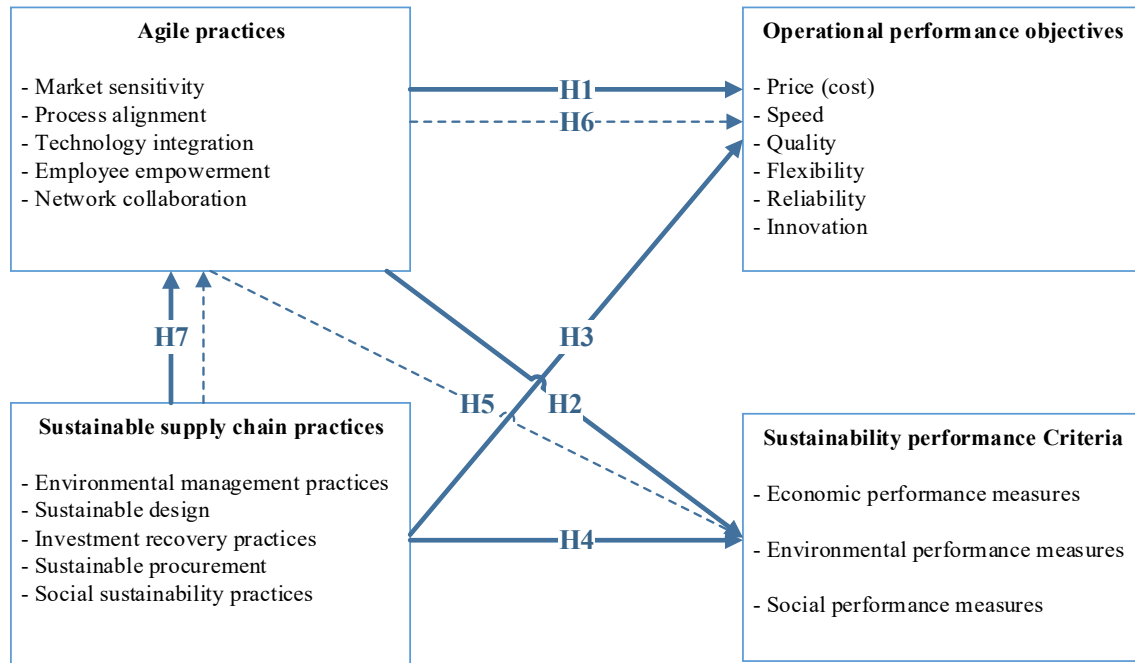 Agile practices
- Market sensitivity
- Process alignment
- Technology integration
- Employee empowerment
- Network collaboration
Operational performance objectives
- Price (cost)
- Speed
- Quality
- Flexibility
- Reliability
- Innovation
H1
H6
H3
H7
H5
H2
H4
Sustainable supply chain practices
- Environmental management practices
- Sustainable design
- Investment recovery practices
- Sustainable procurement
- Social sustainability practices
Sustainability performance Criteria
- Economic performance measures
- Environmental performance measures
- Social performance measures